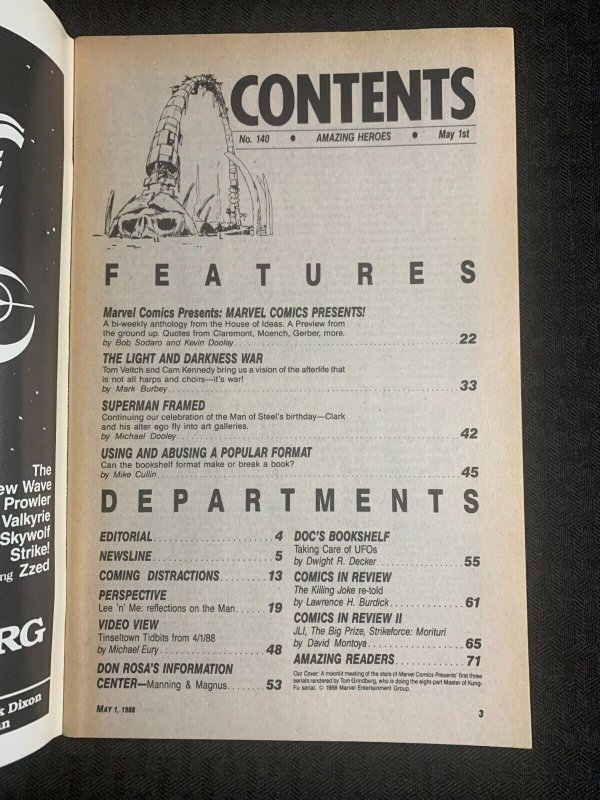 The
ew Wave
Prowler
Valkyrie
Skywolf
Strike!
ng Zzed
RG
k Dixon
an
CONTENTS
No. 140 • AMAZING HEROES • May 1st
FEATURES
Marvel Comics Presents: MARVEL COMICS PRESENTS!
A bi-weekly anthology from the House of Ideas. A Preview from
the ground up. Quotes from Claremont, Moench, Gerber, more.
by Bob Sodaro and Kevin Dooley 22
THE LIGHT AND DARKNESS WAR
Tom Veitch and Cam Kennedy bring us a vision of the afterlife that
is not all harps and choirs—it's war!
by Mark Burbey 33
SUPERMAN FRAMED
Continuing our celebration of the Man of Steel's birthday—Clark
and his alter ego fly into art galleries.
by Michael Dooley 42
USING AND ABUSING A POPULAR FORMAT
Can the bookshelf format make or break a book?
by Mike Cullin 45
DEPARTMENTS
EDITORIAL 4
NEWSLINE 5
COMING DISTRACTIONS 13
PERSPECTIVE
Lee 'n' Me: reflections on the Man 19
VIDEO VIEW
Tinseltown Tidbits from 4/1/88
by Michael Eury 48
DON ROSA'S INFORMATION
CENTER—Manning & Magnus 53
DOC'S BOOKSHELF
Taking Care of UFOs
by Dwight R. Decker 55
COMICS IN REVIEW
The Killing Joke re-told
by Lawrence H. Burdick 61
COMICS IN REVIEW II
JLI, The Big Prize, Strikeforce: Morituri
by David Montoya 65
AMAZING READERS 71
Our Cover: A moonlit meeting of the stars of Marvel Comics Presents' first three
serials rendered by Tom Grindberg, who is doing the eight-part Master of Kung-
Fu serial. © 1988 Marvel Entertainment Group.
MAY 1, 1988
3